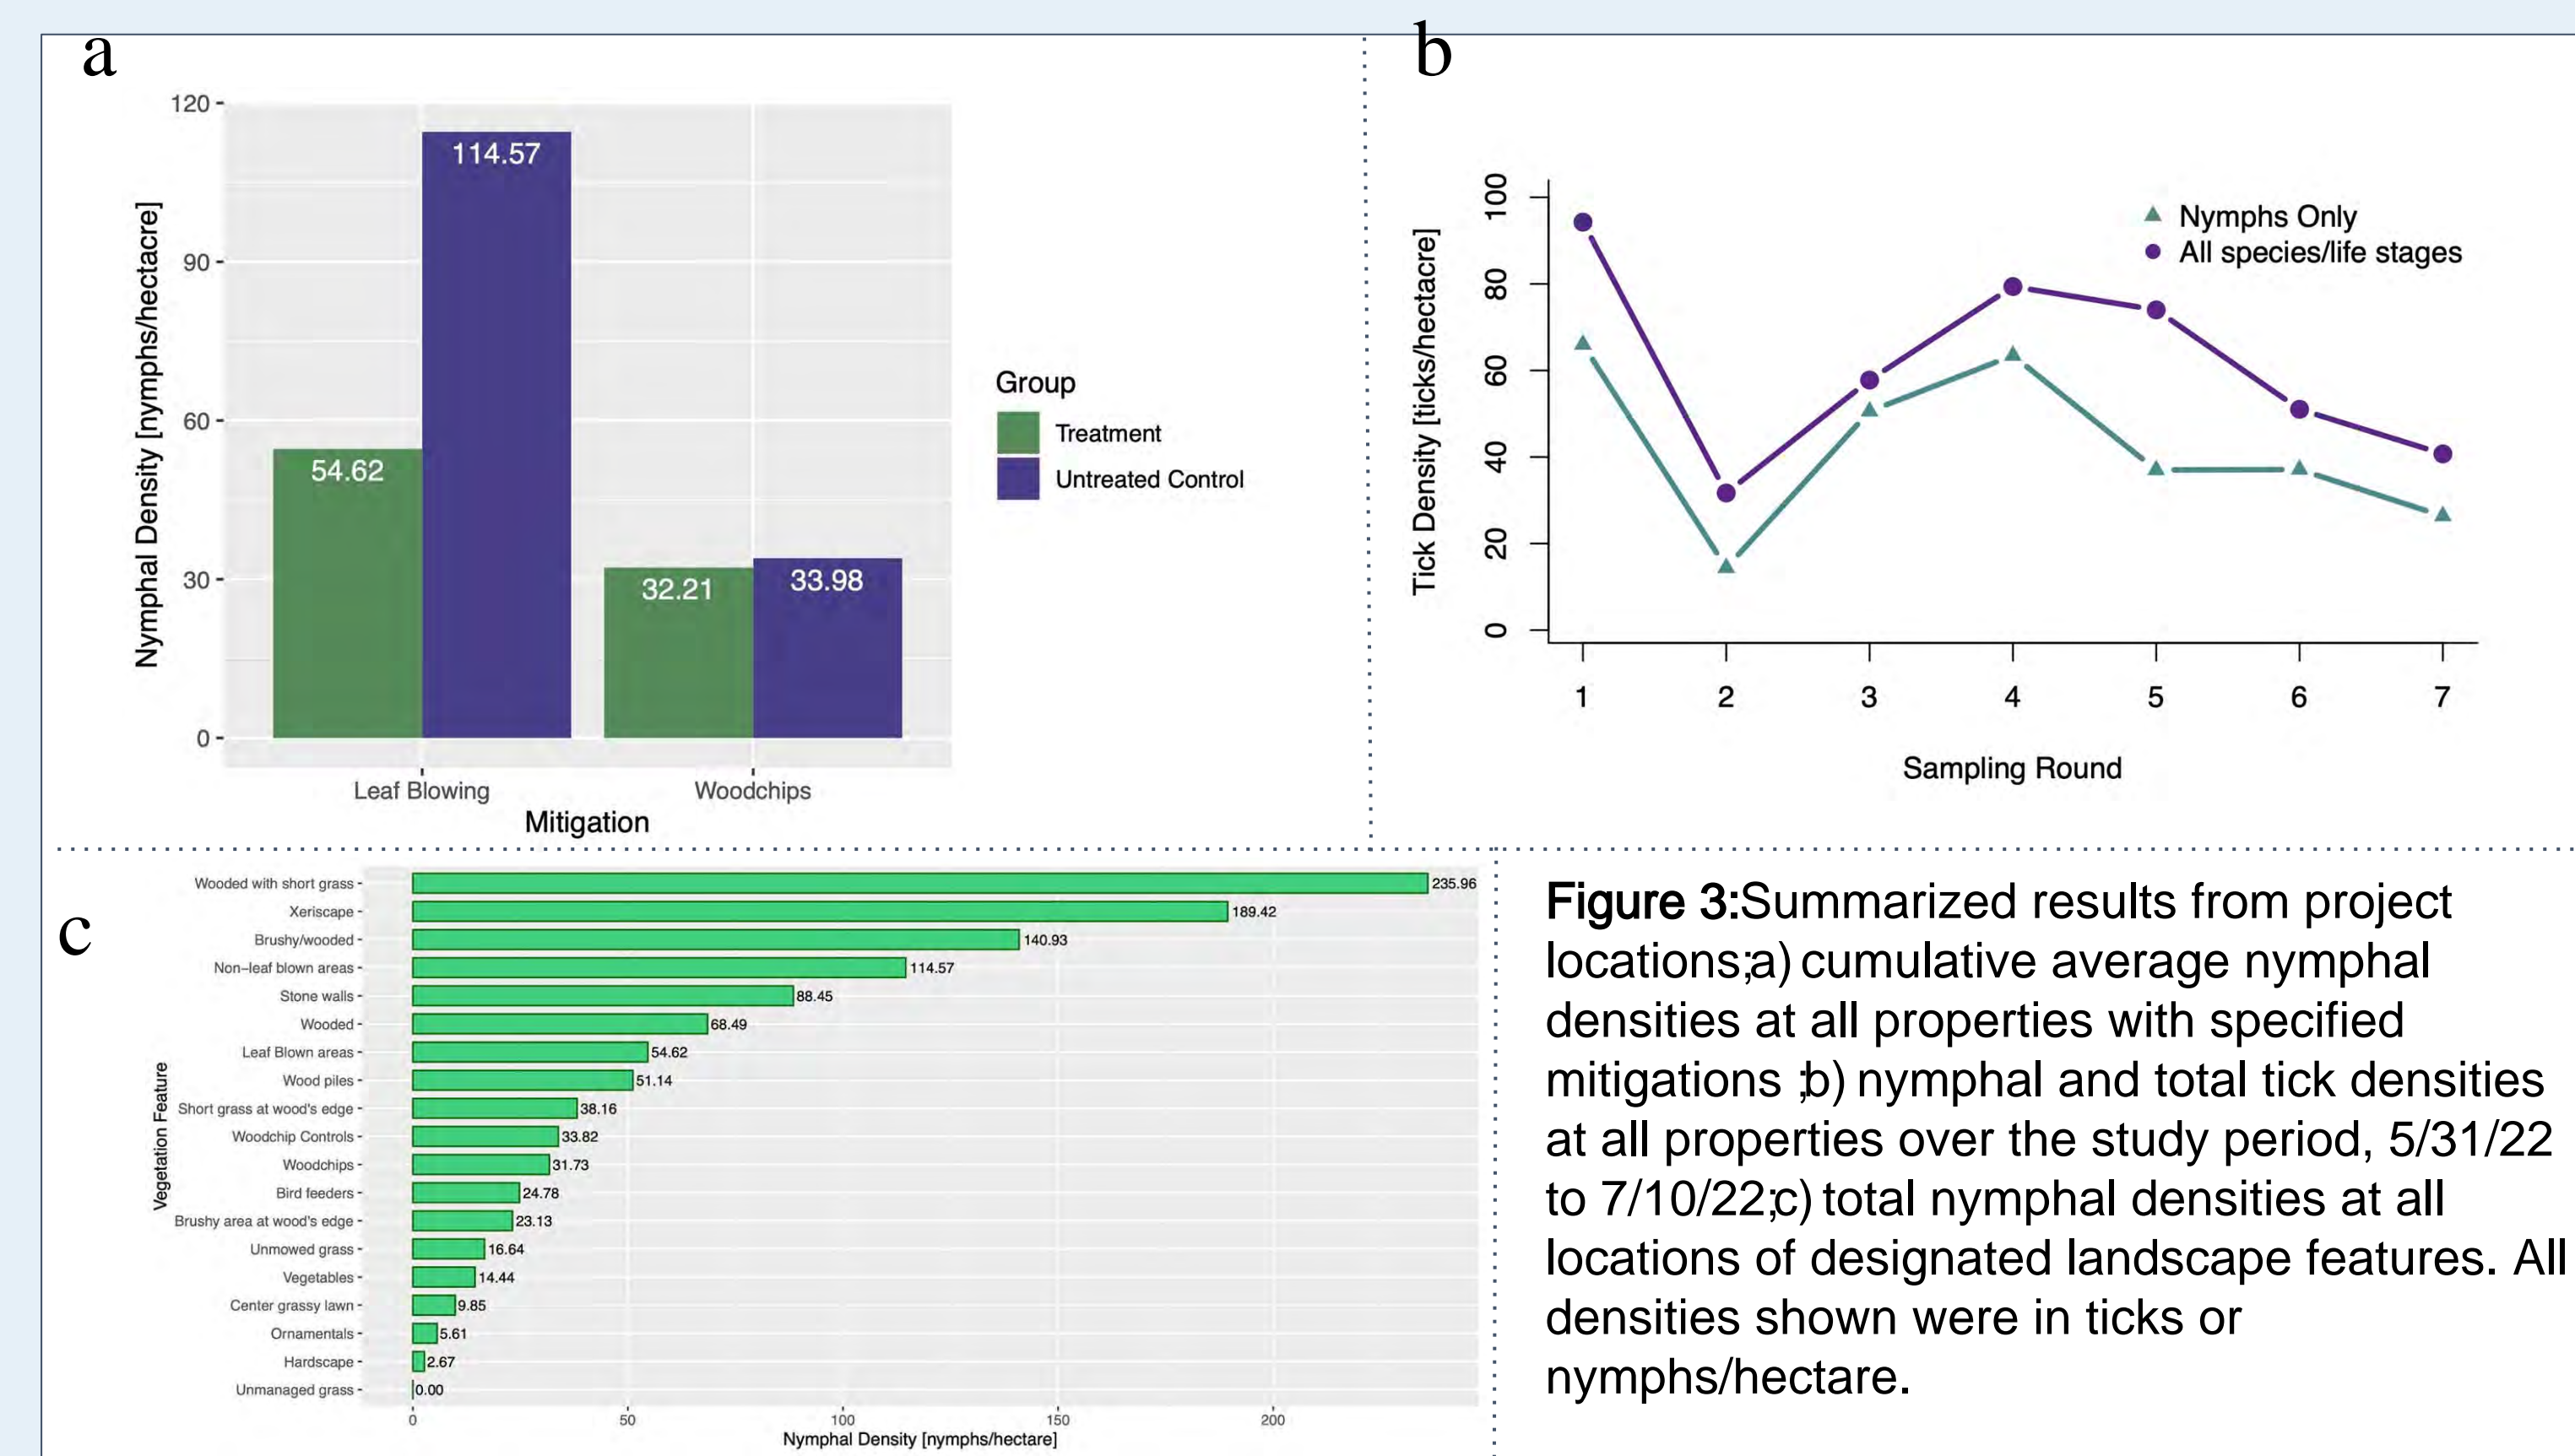 a
120
90
60
30
0
Nymphal Density [nymphs/hectacre]
114.57
54.62
32.21
33.98
Leaf Blowing
Woodchips
Mitigation
Group
Treatment
Untreated Control
b
100
80
60
40
20
0
Tick Density [ticks/hectacre]
Nymphs Only
All species/life stages
1 2 3 4 5 6 7
Sampling Round
c
Vegetation Feature
Wooded with short grass 235.96
Xeriscape 189.42
Brushy/wooded 140.93
Non-leaf blown areas 114.57
Stone walls 88.45
Wooded 68.49
Leaf Blown areas 54.62
Wood piles 51.14
Short grass at wood's edge 38.16
Woodchip Controls 33.82
Woodchips 31.73
Bird feeders 24.78
Brushy area at wood's edge 23.13
Unmowed grass 16.64
Vegetables 14.44
Center grassy lawn 9.85
Ornamentals 5.61
Hardscape 2.67
Unmanaged grass 0.00
0 50 100 150 200
Nymphal Density [nymphs/hectare]
Figure 3:Summarized results from project
locations;a) cumulative average nymphal
densities at all properties with specified
mitigations ;b) nymphal and total tick densities
at all properties over the study period, 5/31/22
to 7/10/22;c) total nymphal densities at all
locations of designated landscape features. All
densities shown were in ticks or
nymphs/hectare.